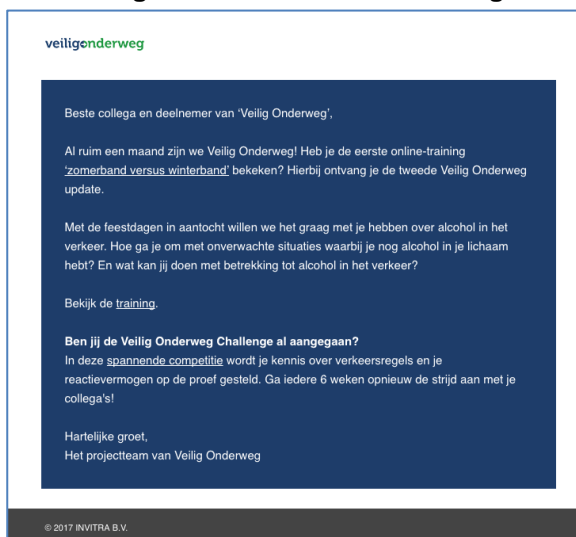 veiligonderweg
Beste collega en deelnemer van ‘Veilig Onderweg’,
Al ruim een maand zijn we Veilig Onderweg! Heb je de eerste online-training
‘zomerband versus winterband’ bekeken? Hierbij ontvang je de tweede Veilig Onderweg
update.
Met de feestdagen in aantocht willen we het graag met je hebben over alcohol in het
verkeer. Hoe ga je om met onverwachte situaties waarbij je nog alcohol in je lichaam
hebt? En wat kan jij doen met betrekking tot alcohol in het verkeer?
Bekijk de training.
Ben jij de Veilig Onderweg Challenge al aangegaan?
In deze spannende competitie wordt je kennis over verkeersregels en je
reactievermogen op de proef gesteld. Ga iedere 6 weken opnieuw de strijd aan met je
collega's!
Hartelijke groet,
Het projectteam van Veilig Onderweg
© 2017 INVITRA B.V.